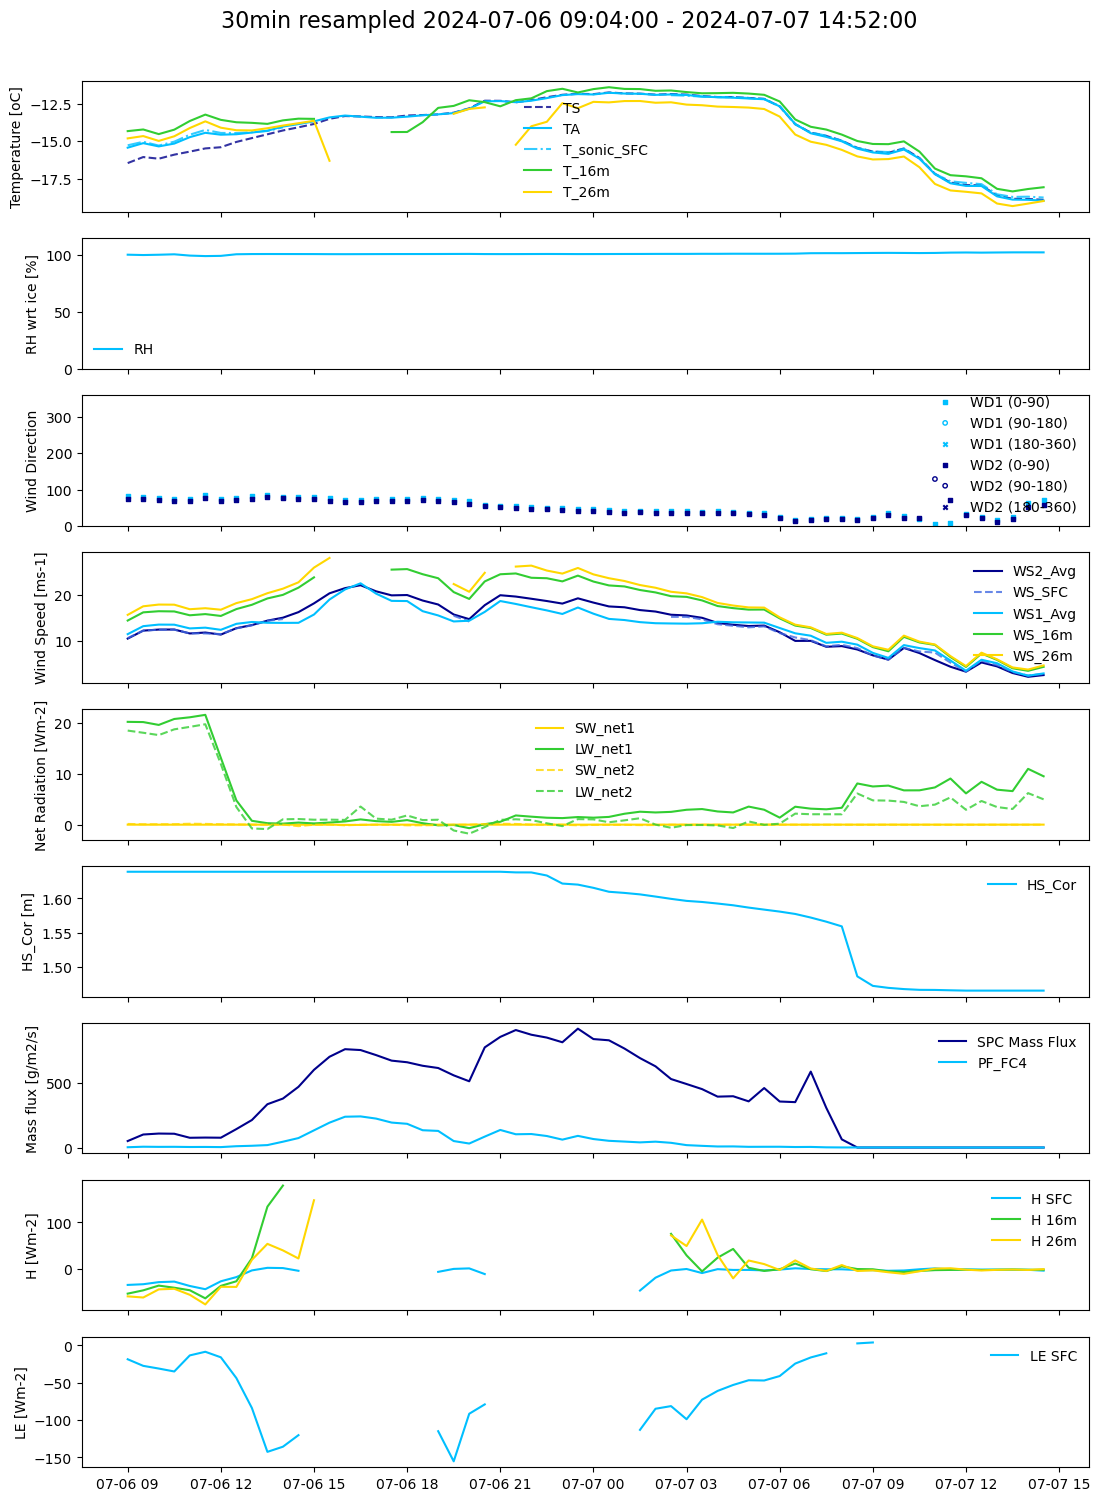 30min resampled 2024-07-06 09:04:00 - 2024-07-07 14:52:00
Temperature [oC]
−12.5
−15.0
−17.5
TS
TA
T_sonic_SFC
T_16m
T_26m
RH wrt ice [%]
100
50
0
RH
Wind Direction
300
200
100
0
WD1 (0-90)
WD1 (90-180)
WD1 (180-360)
WD2 (0-90)
WD2 (90-180)
WD2 (180-360)
Wind Speed [ms-1]
20
10
WS2_Avg
WS_SFC
WS1_Avg
WS_16m
WS_26m
Net Radiation [Wm-2]
20
10
0
SW_net1
LW_net1
SW_net2
LW_net2
HS_Cor [m]
1.60
1.55
1.50
HS_Cor
Mass flux [g/m2/s]
500
0
SPC Mass Flux
PF_FC4
H [Wm-2]
100
0
H SFC
H 16m
H 26m
LE [Wm-2]
0
−50
−100
−150
LE SFC
07-06 09 07-06 12 07-06 15 07-06 18 07-06 21 07-07 00 07-07 03 07-07 06 07-07 09 07-07 12 07-07 15